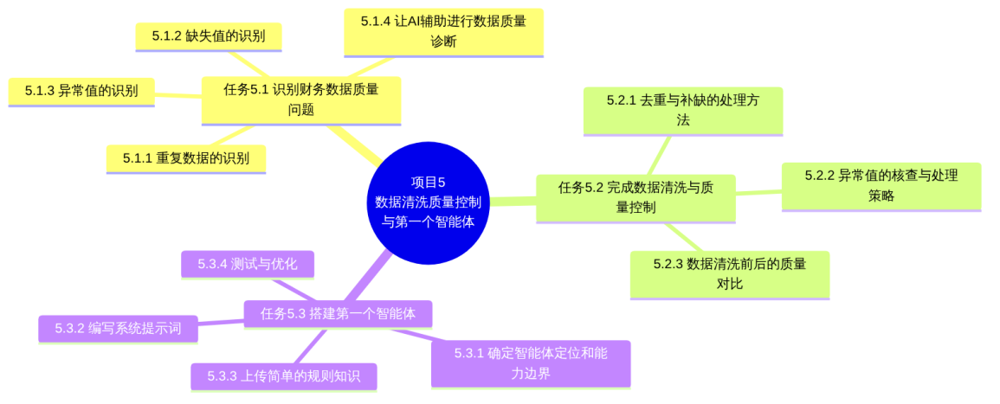 项目5
数据清洗质量控制
与第一个智能体
任务5.1 识别财务数据质量
问题
5.1.1 重复数据的识别
5.1.2 缺失值的识别
5.1.3 异常值的识别
5.1.4 让AI辅助进行数据质量
诊断
任务5.2 完成数据清洗与质
量控制
5.2.1 去重与补缺的处理方
法
5.2.2 异常值的核查与处理
策略
5.2.3 数据清洗前后的质量
对比
任务5.3 搭建第一个智能体
5.3.1 确定智能体定位和能
力边界
5.3.2 编写系统提示词
5.3.3 上传简单的规则知识
5.3.4 测试与优化